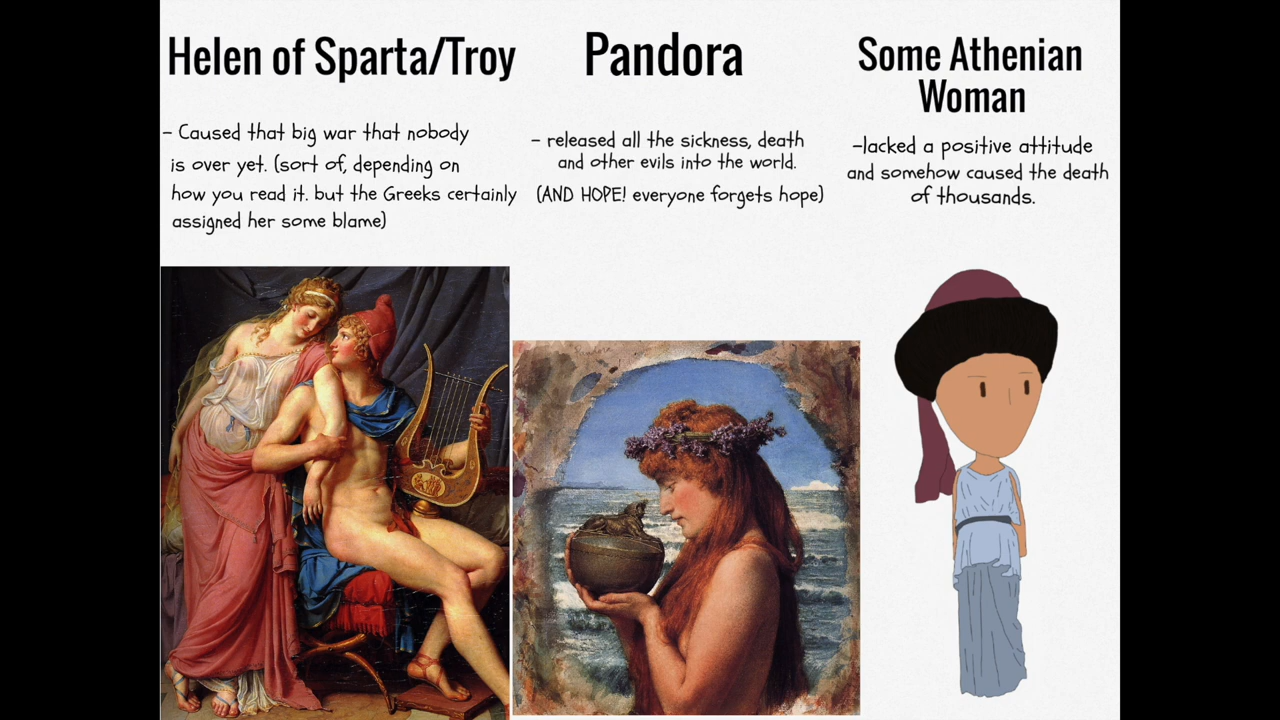 Helen of Sparta/Troy
- Caused that big war that nobody
is over yet. (sort of, depending on
how you read it. but the Greeks certainly
assigned her some blame)
Pandora
- released all the sickness, death
and other evils into the world.
(AND HOPE! everyone forgets hope)
Some Athenian
Woman
-lacked a positive attitude
and somehow caused the death
of thousands.